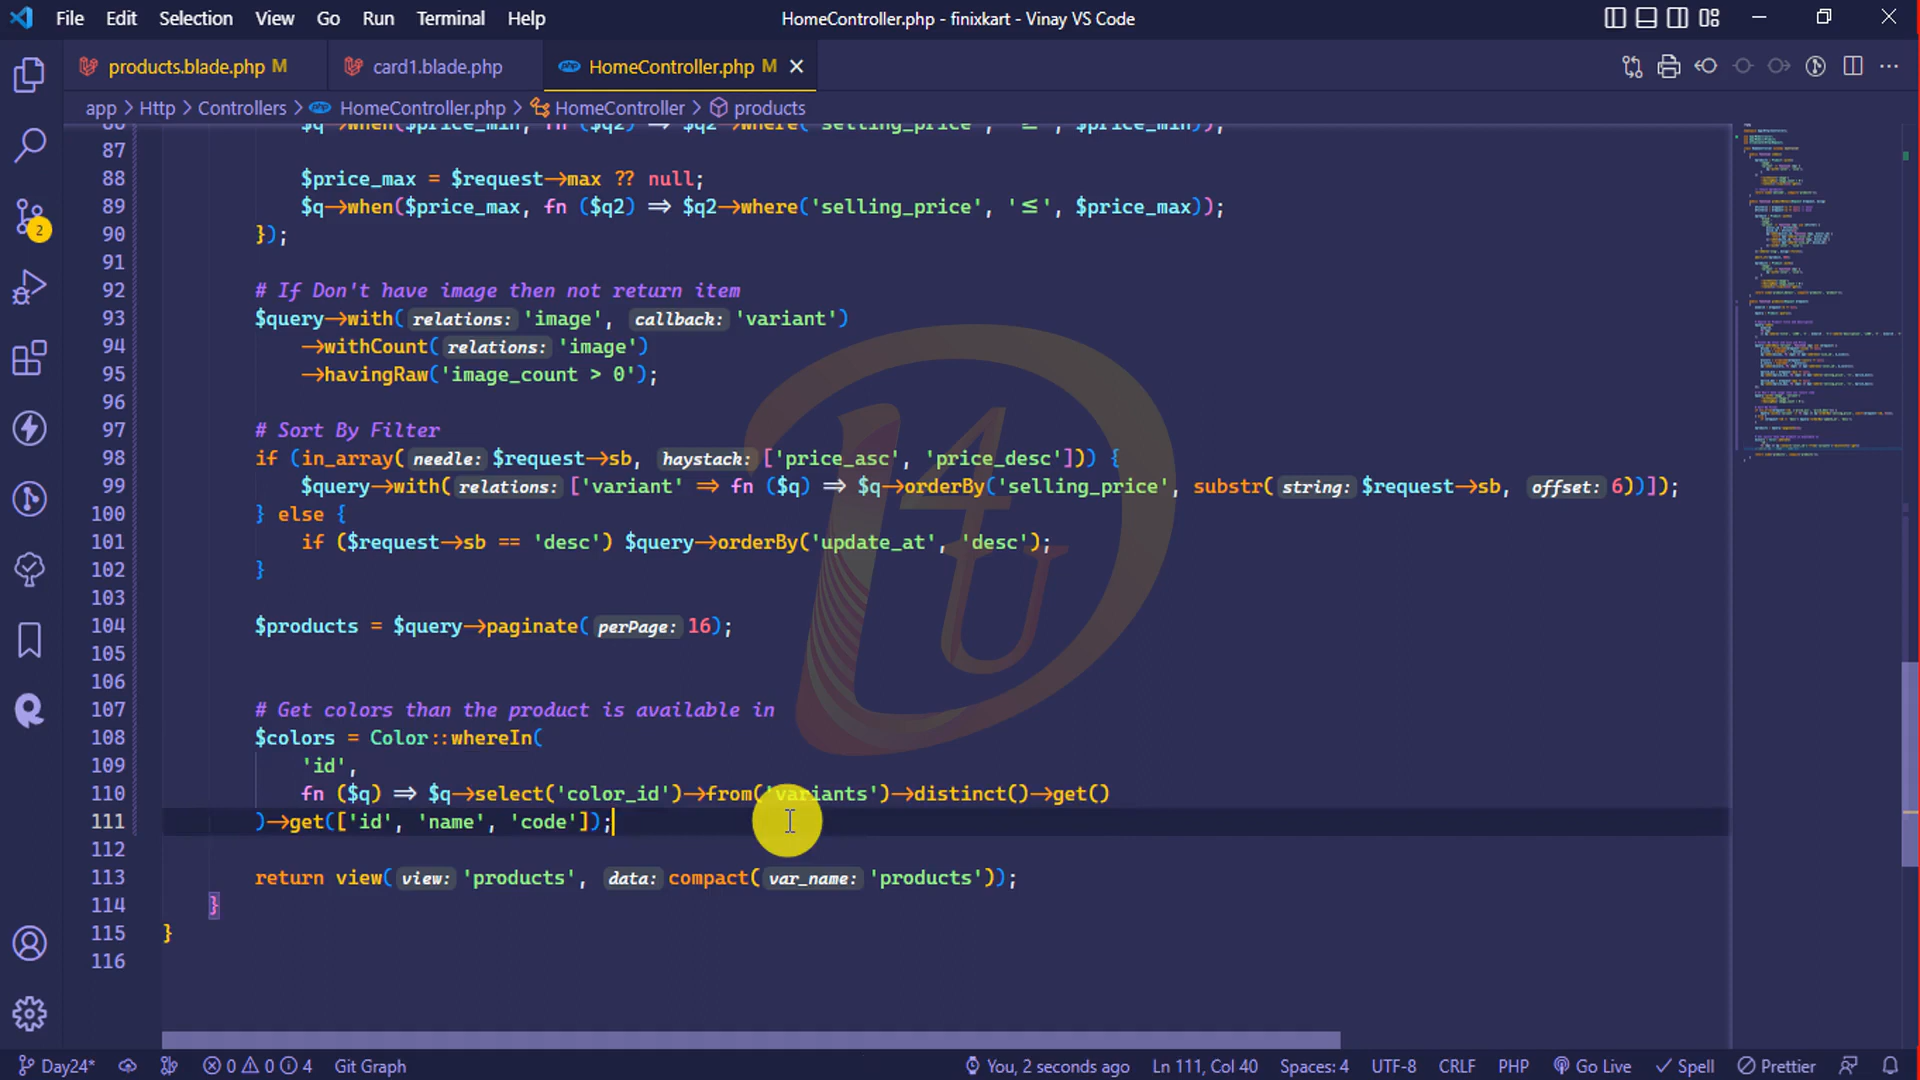 File Edit Selection View Go Run Terminal Help HomeController.php - finixkart - Vinay VS Code
products.blade.php M card1.blade.php HomeController.php M
app > Http > Controllers > HomeController.php > HomeController > products
87
88 $price_max = $request->max ?? null;
89 $q->when($price_max, fn ($q2) => $q2->where('selling_price', '<=', $price_max));
90 });
91
92 # If Don't have image then not return item
93 $query->with( relations: 'image', callback: 'variant')
94 ->withCount( relations: 'image')
95 ->havingRaw('image_count > 0');
96
97 # Sort By Filter
98 if (in_array( needle: $request->sb, haystack: ['price_asc', 'price_desc'])) {
99 $query->with( relations: ['variant' => fn ($q) => $q->orderBy('selling_price', substr( string: $request->sb, offset: 6))]);
100 } else {
101 if ($request->sb == 'desc') $query->orderBy('update_at', 'desc');
102 }
103
104 $products = $query->paginate( perPage: 16);
105
106
107 # Get colors than the product is available in
108 $colors = Color::whereIn(
109 'id',
110 fn ($q) => $q->select('color_id')->from('variants')->distinct()->get()
111 )->get(['id', 'name', 'code']);
112
113 return view( view: 'products', data: compact( var_name: 'products'));
114 }
115 }
116
2
4
U
Day24* 0 0 4 Git Graph You, 2 seconds ago Ln 111, Col 40 Spaces: 4 UTF-8 CRLF PHP Go Live Spell Prettier